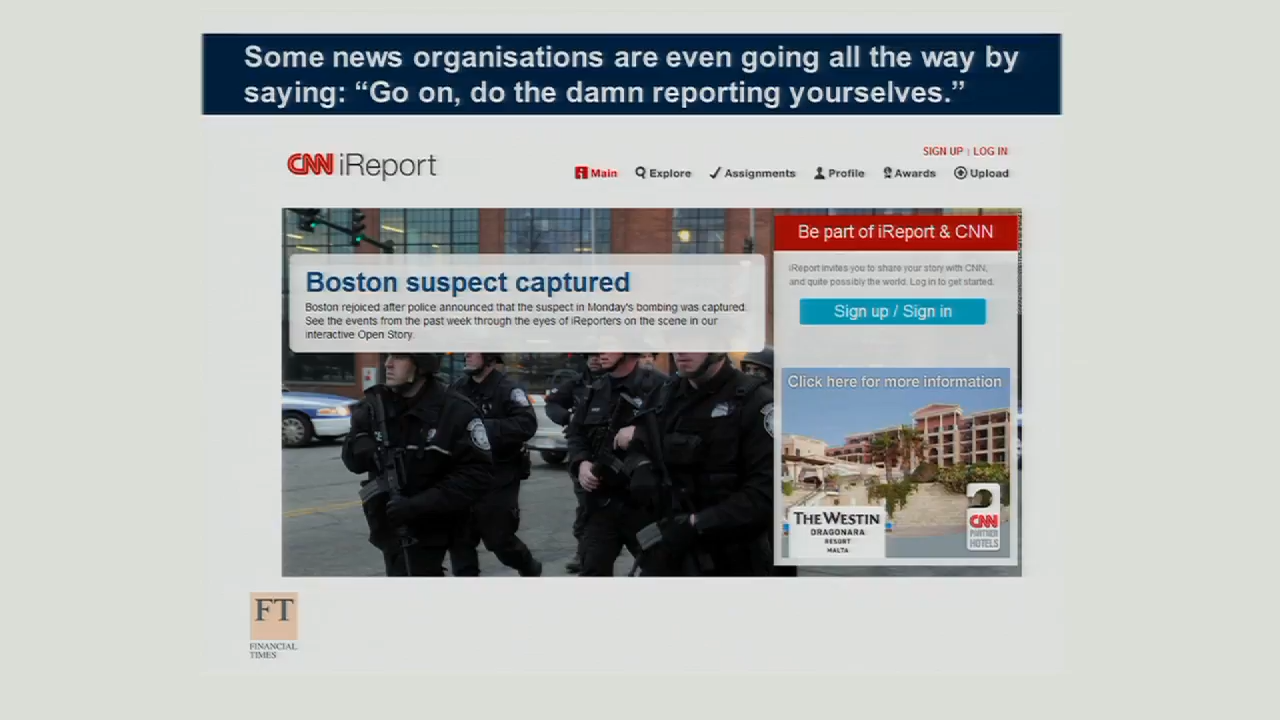 Some news organisations are even going all the way by
saying: “Go on, do the damn reporting yourselves.”
CNN iReport
SIGN UP | LOG IN
Main Explore Assignments Profile Awards Upload
Boston suspect captured
Boston rejoiced after police announced that the suspect in Monday's bombing was captured.
See the events from the past week through the eyes of iReporters on the scene in our
interactive Open Story.
Be part of iReport & CNN
iReport invites you to share your story with CNN,
and quite possibly the world. Log in to get started.
Sign up / Sign in
Click here for more information
THE WESTIN
DRAGONARA
RESORT
MALTA
CNN
PARTNER
HOTELS
FT
FINANCIAL
TIMES